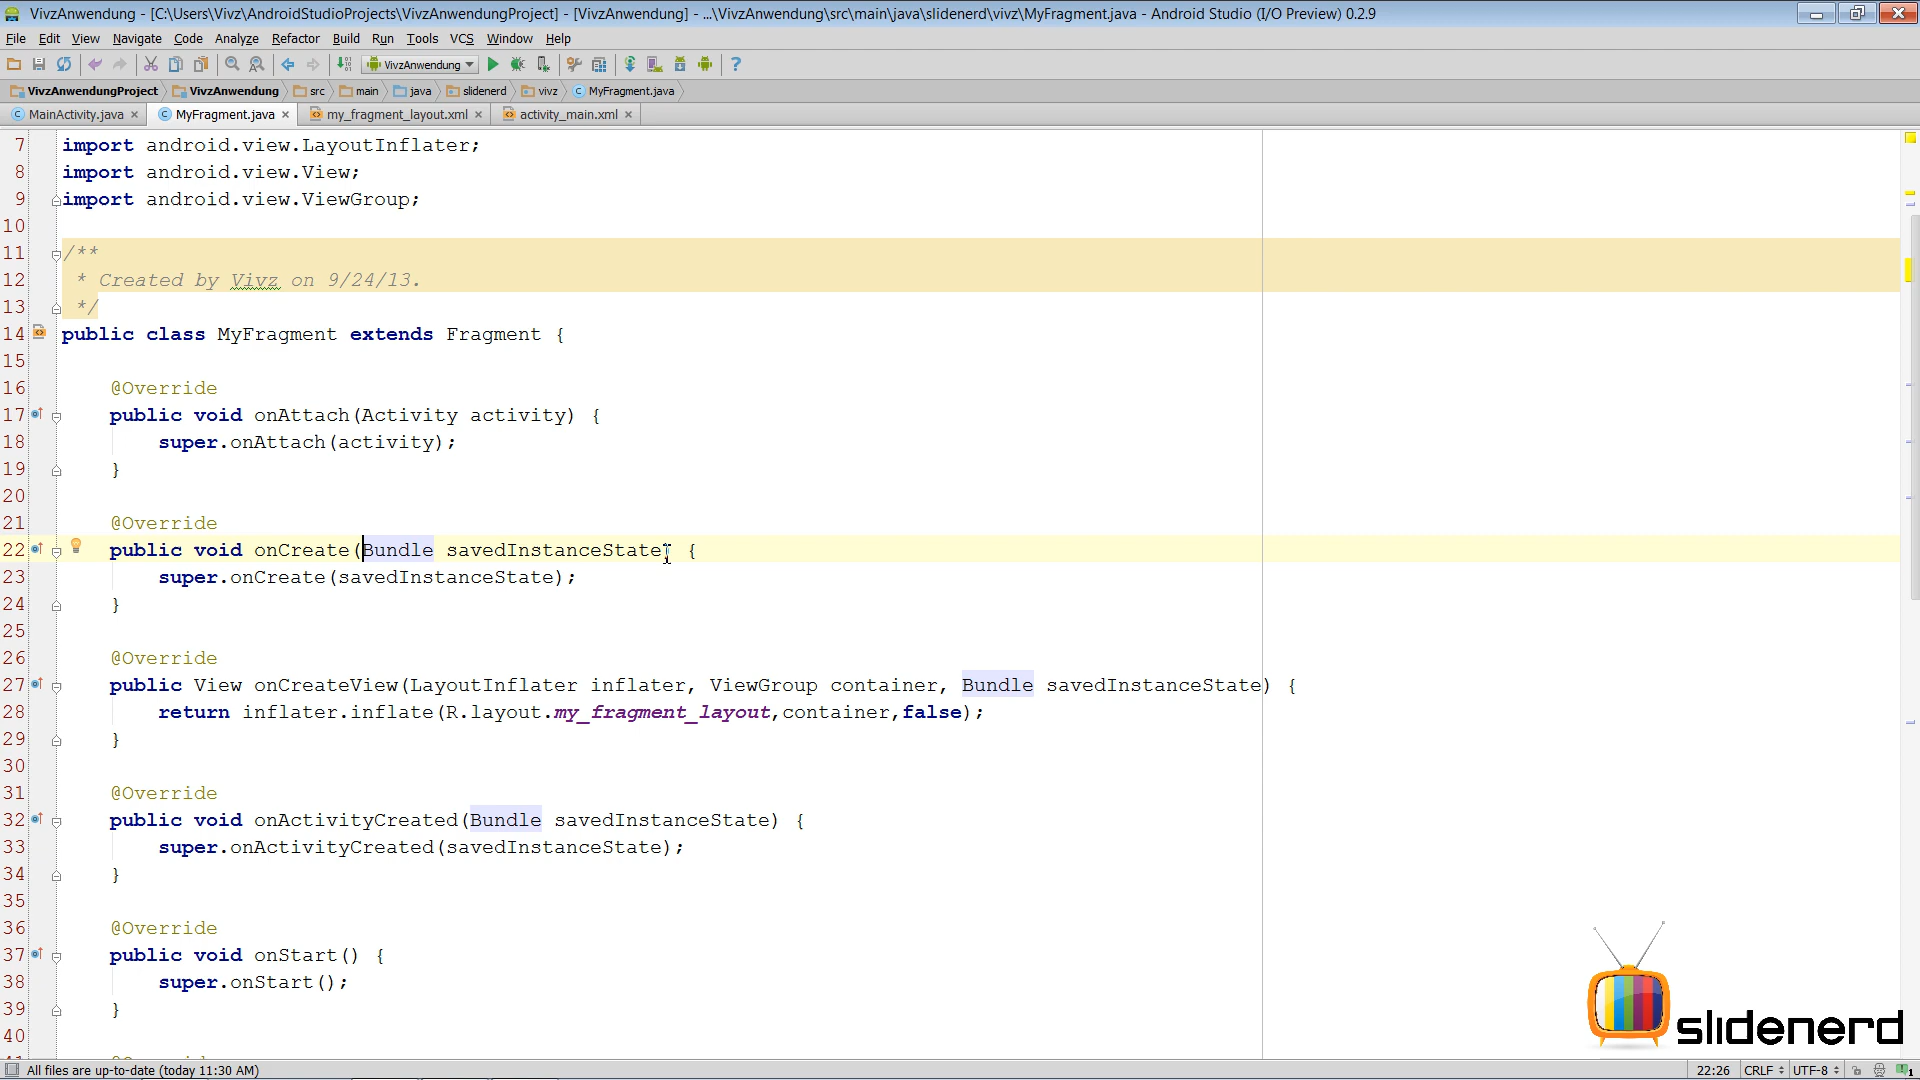 VivzAnwendung - [C:\Users\Vivz\AndroidStudioProjects\VivzAnwendungProject] - [VivzAnwendung] - ...\VivzAnwendung\src\main\java\slidenerd\vivz\MyFragment.java - Android Studio (I/O Preview) 0.2.9
File Edit View Navigate Code Analyze Refactor Build Run Tools VCS Window Help
VivzAnwendung
VivzAnwendungProject VivzAnwendung src main java slidenerd vivz MyFragment.java
MainActivity.java MyFragment.java my_fragment_layout.xml activity_main.xml
7 import android.view.LayoutInflater;
8 import android.view.View;
9 import android.view.ViewGroup;
10
11 /**
12 * Created by Vivz on 9/24/13.
13 */
14 public class MyFragment extends Fragment {
15
16 @Override
17 public void onAttach(Activity activity) {
18 super.onAttach(activity);
19 }
20
21 @Override
22 public void onCreate(Bundle savedInstanceState) {
23 super.onCreate(savedInstanceState);
24 }
25
26 @Override
27 public View onCreateView(LayoutInflater inflater, ViewGroup container, Bundle savedInstanceState) {
28 return inflater.inflate(R.layout.my_fragment_layout,container,false);
29 }
30
31 @Override
32 public void onActivityCreated(Bundle savedInstanceState) {
33 super.onActivityCreated(savedInstanceState);
34 }
35
36 @Override
37 public void onStart() {
38 super.onStart();
39 }
40
slidenerd
All files are up-to-date (today 11:30 AM) 22:26 CRLF UTF-8